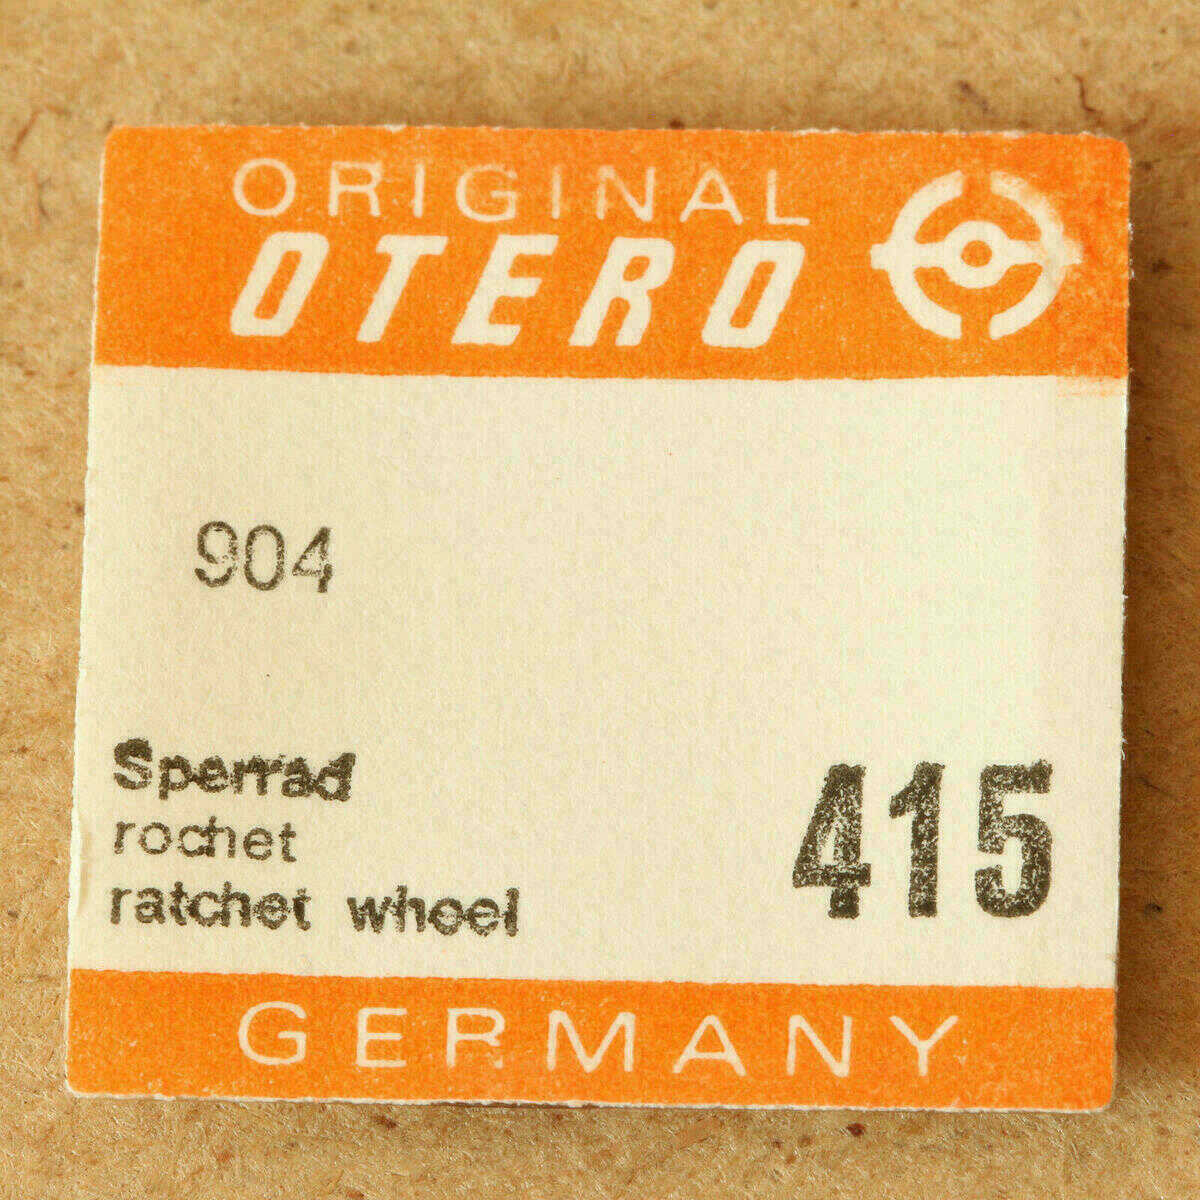 ORIGINAL
OTERO
904
Sperrad
rochet
ratchet wheel
415
GERMANY